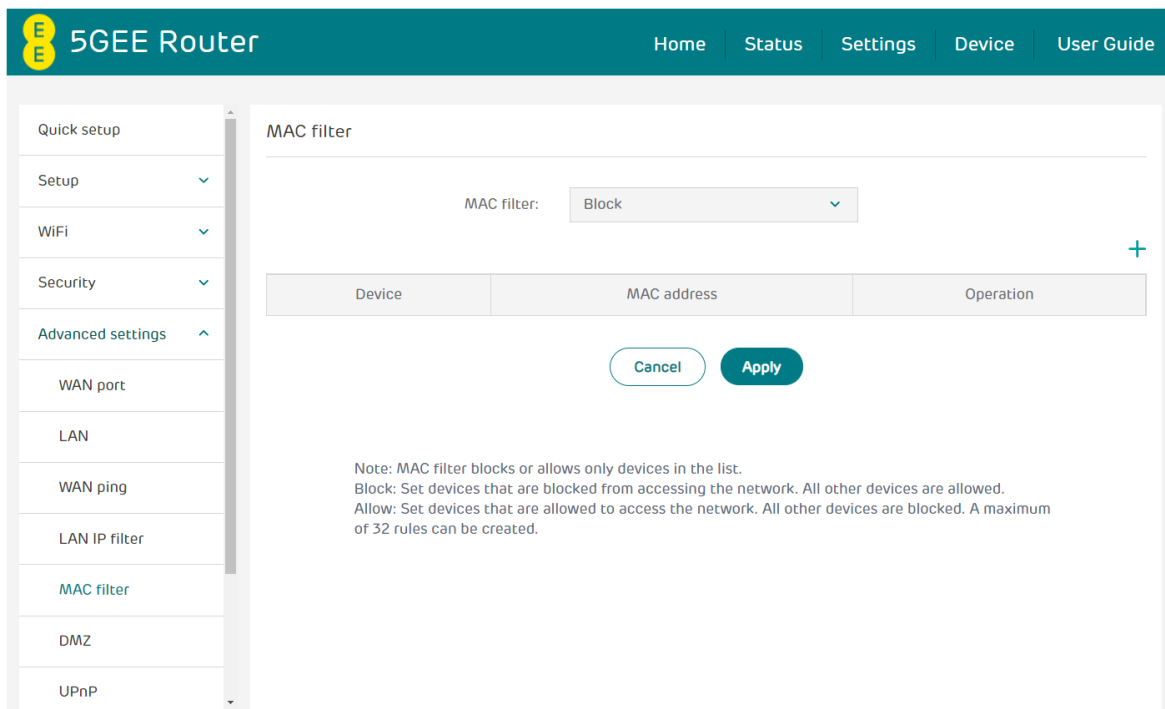 E
E
5GEE Router
Home
Status
Settings
Device
User Guide
Quick setup
Setup
WiFi
Security
Advanced settings
WAN port
LAN
WAN ping
LAN IP filter
MAC filter
DMZ
UPnP
MAC filter
MAC filter:
Block
+
Device
MAC address
Operation
Cancel
Apply
Note: MAC filter blocks or allows only devices in the list.
Block: Set devices that are blocked from accessing the network. All other devices are allowed.
Allow: Set devices that are allowed to access the network. All other devices are blocked. A maximum
of 32 rules can be created.